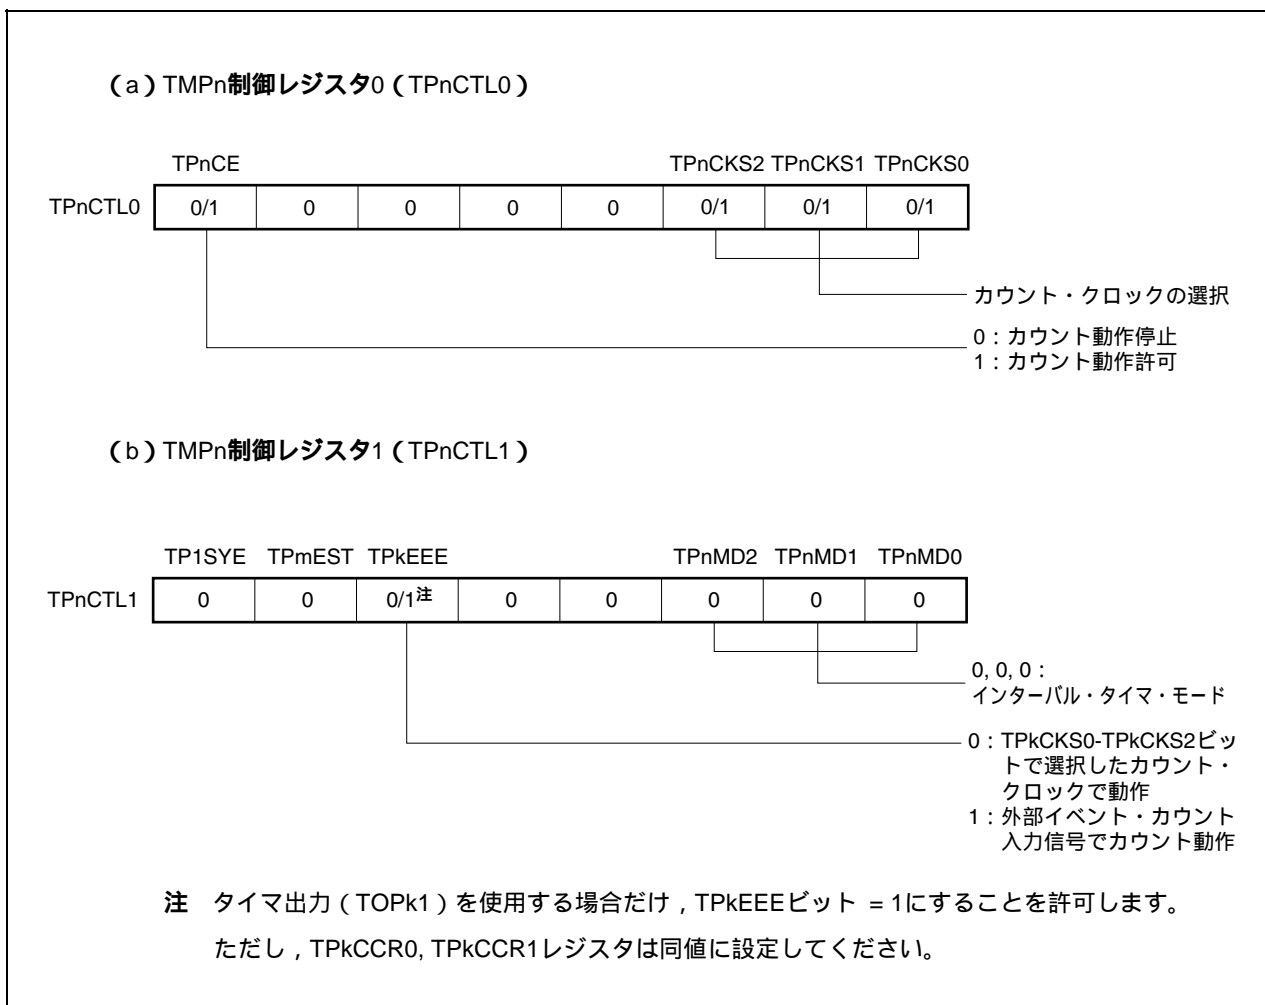 （a）TMPn制御レジスタ0（TPnCTL0）
TPnCE TPnCKS2 TPnCKS1 TPnCKS0
TPnCTL0 0/1 0 0 0 0 0/1 0/1 0/1
カウント・クロックの選択
0：カウント動作停止
1：カウント動作許可
（b）TMPn制御レジスタ1（TPnCTL1）
TP1SYE TPmEST TPkEEE TPnMD2 TPnMD1 TPnMD0
TPnCTL1 0 0 0/1注 0 0 0 0 0
0, 0, 0：
インターバル・タイマ・モード
0：TPkCKS0-TPkCKS2ビッ
トで選択したカウント・
クロックで動作
1：外部イベント・カウント
入力信号でカウント動作
注 タイマ出力（TOPk1）を使用する場合だけ，TPkEEEビット = 1にすることを許可します。
ただし，TPkCCR0, TPkCCR1レジスタは同値に設定してください。